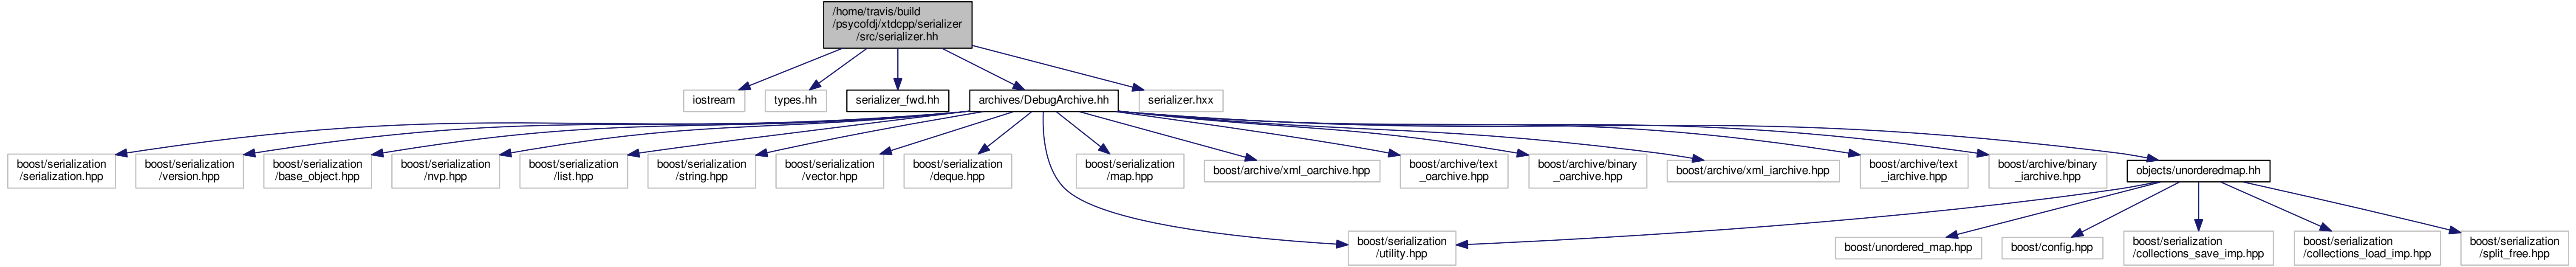 /home/travis/build
/psycofdj/xtdcpp/serializer
/src/serializer.hh
iostream
types.hh
serializer_fwd.hh
archives/DebugArchive.hh
serializer.hxx
boost/serialization
/serialization.hpp
boost/serialization
/version.hpp
boost/serialization
/base_object.hpp
boost/serialization
/nvp.hpp
boost/serialization
/list.hpp
boost/serialization
/string.hpp
boost/serialization
/vector.hpp
boost/serialization
/deque.hpp
boost/serialization
/map.hpp
boost/archive/xml_oarchive.hpp
boost/archive/text
_oarchive.hpp
boost/archive/binary
_oarchive.hpp
boost/archive/xml_iarchive.hpp
boost/archive/text
_iarchive.hpp
boost/archive/binary
_iarchive.hpp
objects/unorderedmap.hh
boost/serialization
/utility.hpp
boost/unordered_map.hpp
boost/config.hpp
boost/serialization
/collections_save_imp.hpp
boost/serialization
/collections_load_imp.hpp
boost/serialization
/split_free.hpp